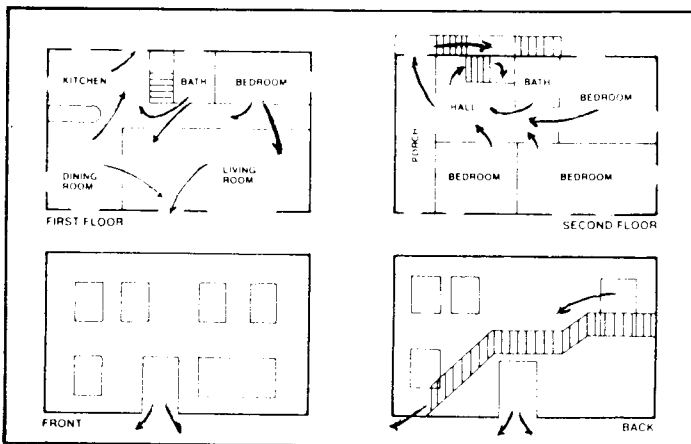 KITCHEN
BATH
BEDROOM
DINING
ROOM
LIVING
ROOM
FIRST FLOOR
HALL
BATH
BEDROOM
PORCH
BEDROOM
BEDROOM
SECOND FLOOR
FRONT
BACK